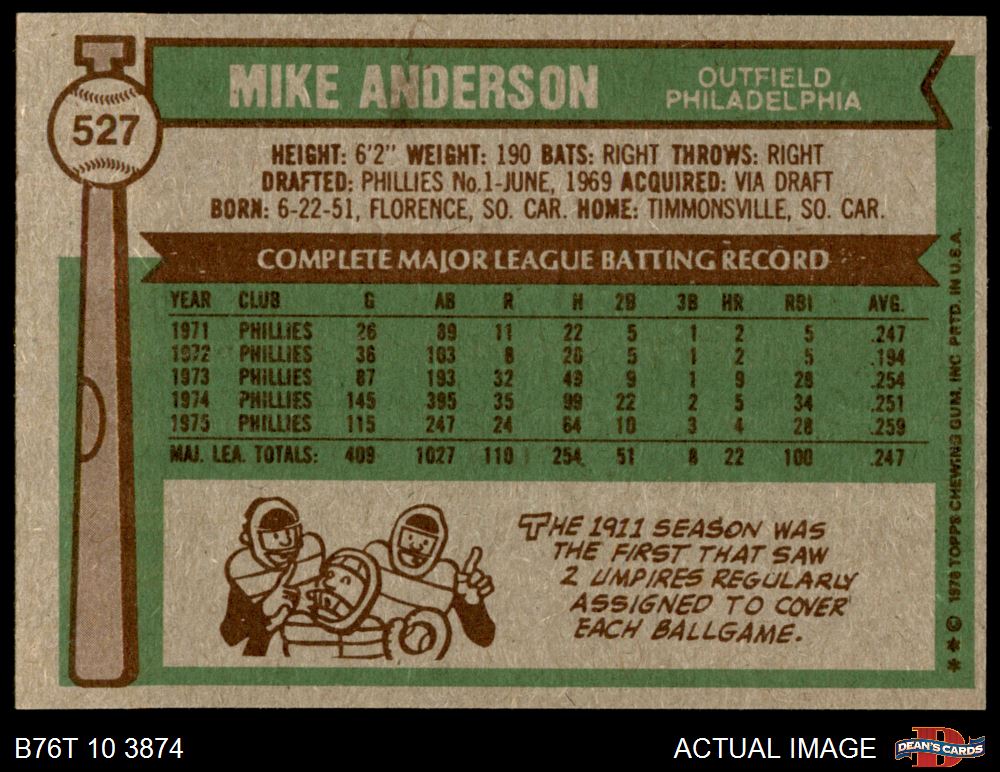 527
MIKE ANDERSON
OUTFIELD
PHILADELPHIA
HEIGHT: 6'2" WEIGHT: 190 BATS: RIGHT THROWS: RIGHT
DRAFTED: PHILLIES No.1-JUNE, 1969 ACQUIRED: VIA DRAFT
BORN: 6-22-51, FLORENCE, SO. CAR. HOME: TIMMONSVILLE, SO. CAR.
COMPLETE MAJOR LEAGUE BATTING RECORD
YEAR CLUB G AB R H 2B 3B HR RBI AVG.
1971 PHILLIES 26 89 11 22 5 1 2 5 .247
1972 PHILLIES 36 103 8 20 5 1 2 5 .194
1973 PHILLIES 87 193 32 49 9 1 9 28 .254
1974 PHILLIES 145 395 35 99 22 2 5 34 .251
1975 PHILLIES 115 247 24 64 10 3 4 28 .259
MAJ. LEA. TOTALS: 409 1027 110 254 51 8 22 100 .247
THE 1911 SEASON WAS
THE FIRST THAT SAW
2 UMPIRES REGULARLY
ASSIGNED TO COVER
EACH BALLGAME.
** © 1976 TOPPS CHEWING GUM, INC. PRTD. IN U.S.A.
B76T 10 3874
ACTUAL IMAGE
D
DEAN'S CARDS